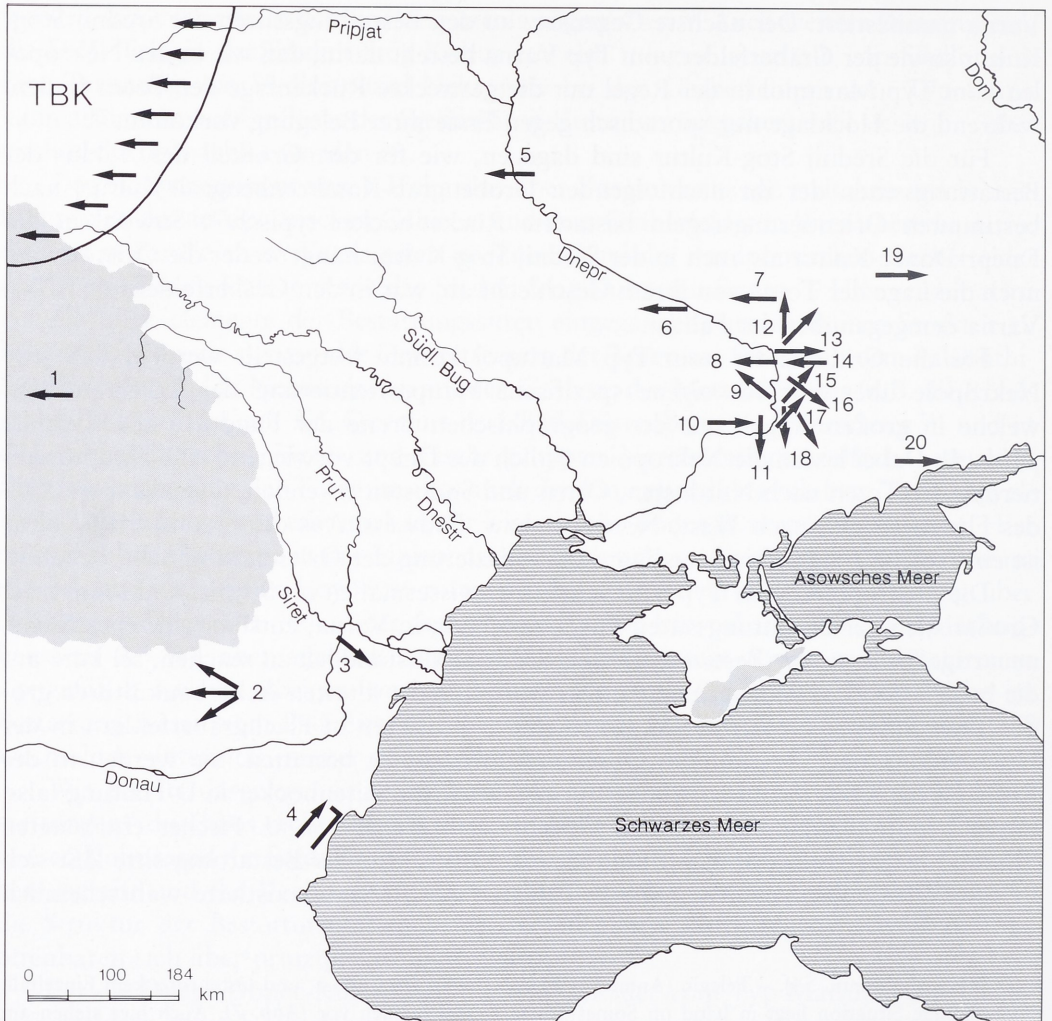 Pripjat
TBK
Don
5
Dnepr
19
7
6
12
13
Südl. Bug
8
14
1
9
15
16
10
17
11
18
20
Prut
Dnestr
Asowsches Meer
Siret
3
2
Donau
4
Schwarzes Meer
0 100 184
km